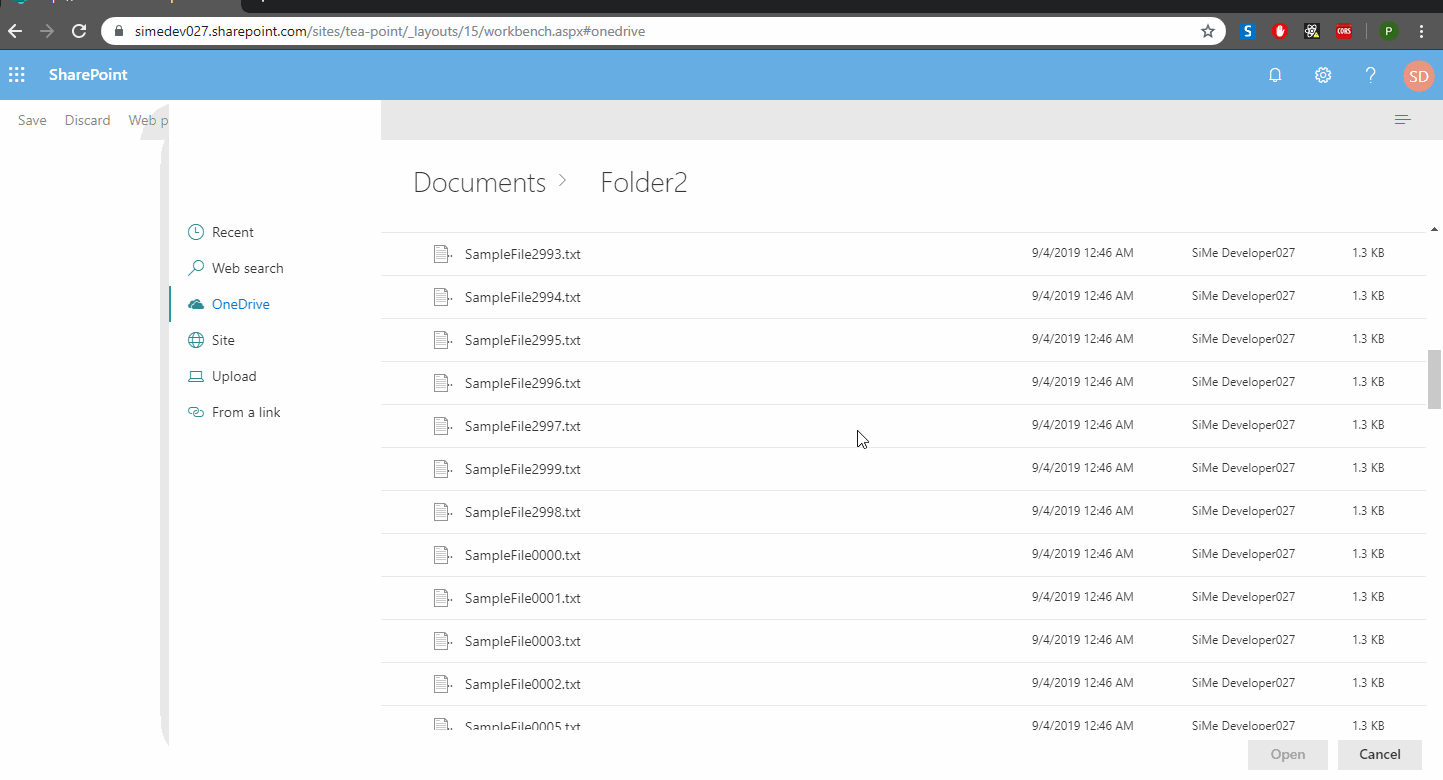 simedev027.sharepoint.com/sites/tea-point/_layouts/15/workbench.aspx#onedrive
S
CORS
P
SharePoint
SD
Save Discard Web p
Documents Folder2
Recent
Web search
OneDrive
Site
Upload
From a link
SampleFile2993.txt 9/4/2019 12:46 AM SiMe Developer027 1.3 KB
SampleFile2994.txt 9/4/2019 12:46 AM SiMe Developer027 1.3 KB
SampleFile2995.txt 9/4/2019 12:46 AM SiMe Developer027 1.3 KB
SampleFile2996.txt 9/4/2019 12:46 AM SiMe Developer027 1.3 KB
SampleFile2997.txt 9/4/2019 12:46 AM SiMe Developer027 1.3 KB
SampleFile2999.txt 9/4/2019 12:46 AM SiMe Developer027 1.3 KB
SampleFile2998.txt 9/4/2019 12:46 AM SiMe Developer027 1.3 KB
SampleFile0000.txt 9/4/2019 12:46 AM SiMe Developer027 1.3 KB
SampleFile0001.txt 9/4/2019 12:46 AM SiMe Developer027 1.3 KB
SampleFile0003.txt 9/4/2019 12:46 AM SiMe Developer027 1.3 KB
SampleFile0002.txt 9/4/2019 12:46 AM SiMe Developer027 1.3 KB
SampleFile0005.txt 9/4/2019 12:46 AM SiMe Developer027 1.3 KB
Open Cancel